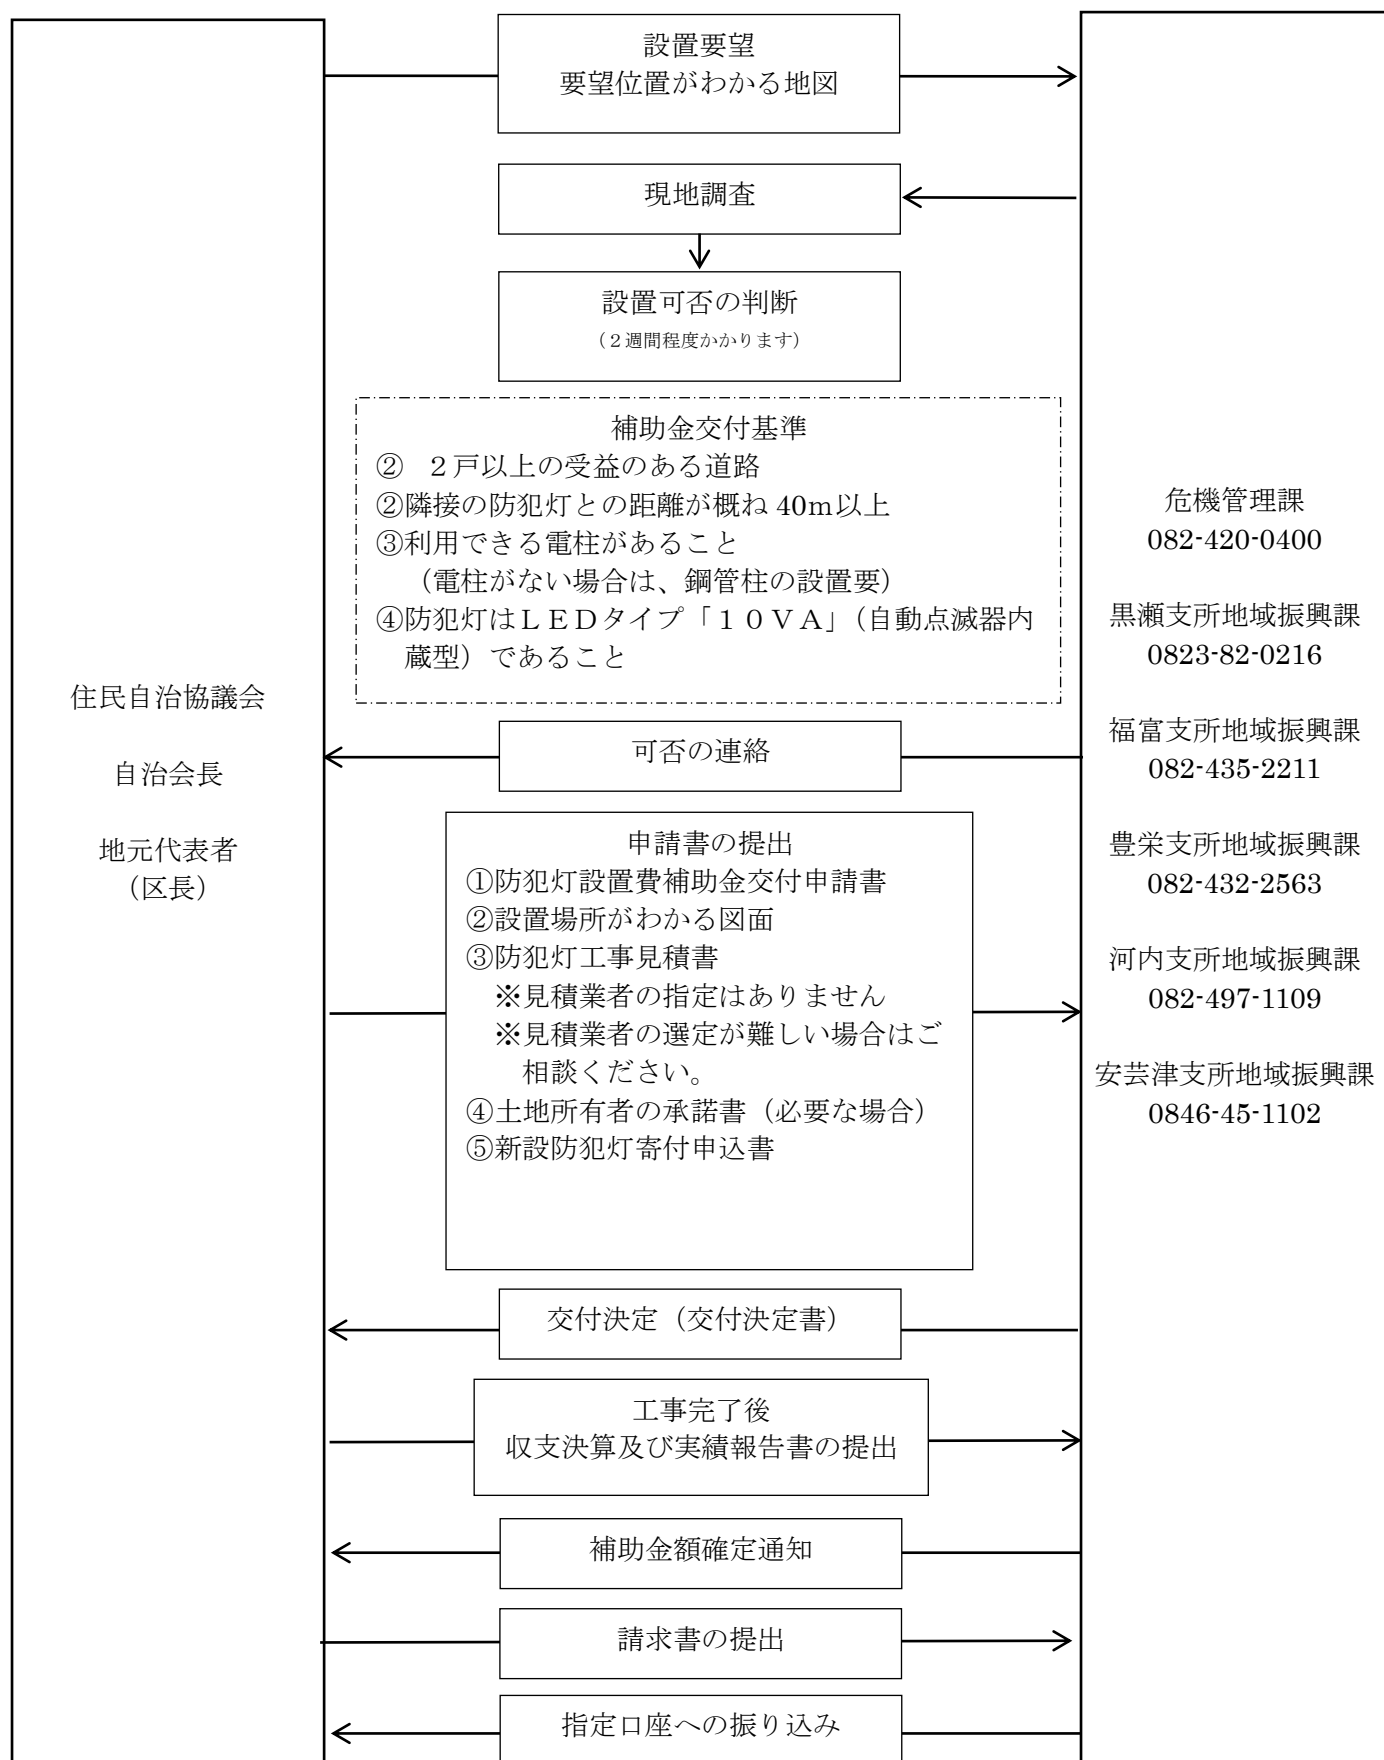 設置要望
要望位置がわかる地図
現地調査
設置可否の判断
（２週間程度かかります）
補助金交付基準
②　２戸以上の受益のある道路
②隣接の防犯灯との距離が概ね 40ｍ以上
③利用できる電柱があること
（電柱がない場合は、鋼管柱の設置要）
④防犯灯はＬＥＤタイプ「１０ＶＡ」（自動点滅器内
蔵型）であること
住民自治協議会
自治会長
地元代表者
（区長）
可否の連絡
申請書の提出
①防犯灯設置費補助金交付申請書
②設置場所がわかる図面
③防犯灯工事見積書
※見積業者の指定はありません
※見積業者の選定が難しい場合はご
相談ください。
④土地所有者の承諾書（必要な場合）
⑤新設防犯灯寄付申込書
交付決定（交付決定書）
工事完了後
収支決算及び実績報告書の提出
補助金額確定通知
請求書の提出
指定口座への振り込み
危機管理課
082-420-0400
黒瀬支所地域振興課
0823-82-0216
福富支所地域振興課
082-435-2211
豊栄支所地域振興課
082-432-2563
河内支所地域振興課
082-497-1109
安芸津支所地域振興課
0846-45-1102